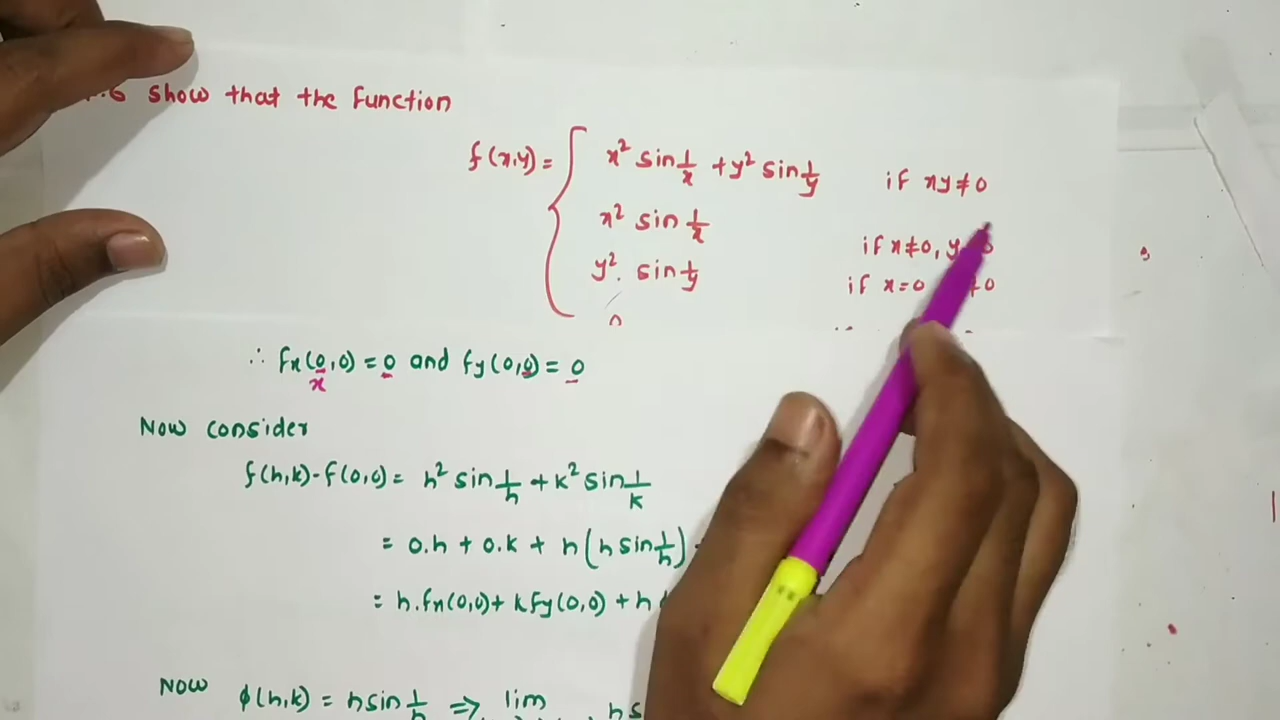 .6 Show that the Function
f(x,y) = { x² sin 1/x + y² sin 1/y if xy≠0
x² sin 1/x if x≠0, y
y². sin 1/y if x=0 ≠0
0
∴ fx(0,0) = 0 and fy(0,0) = 0
x
Now consider
f(h,k)-f(0,0) = h² sin 1/h + k² sin 1/k
= 0.h + 0.k + h(h sin 1/h)
= h.fx(0,0) + kfy(0,0) + h
Now ϕ(h,k) = h sin 1/h ⇒ lim